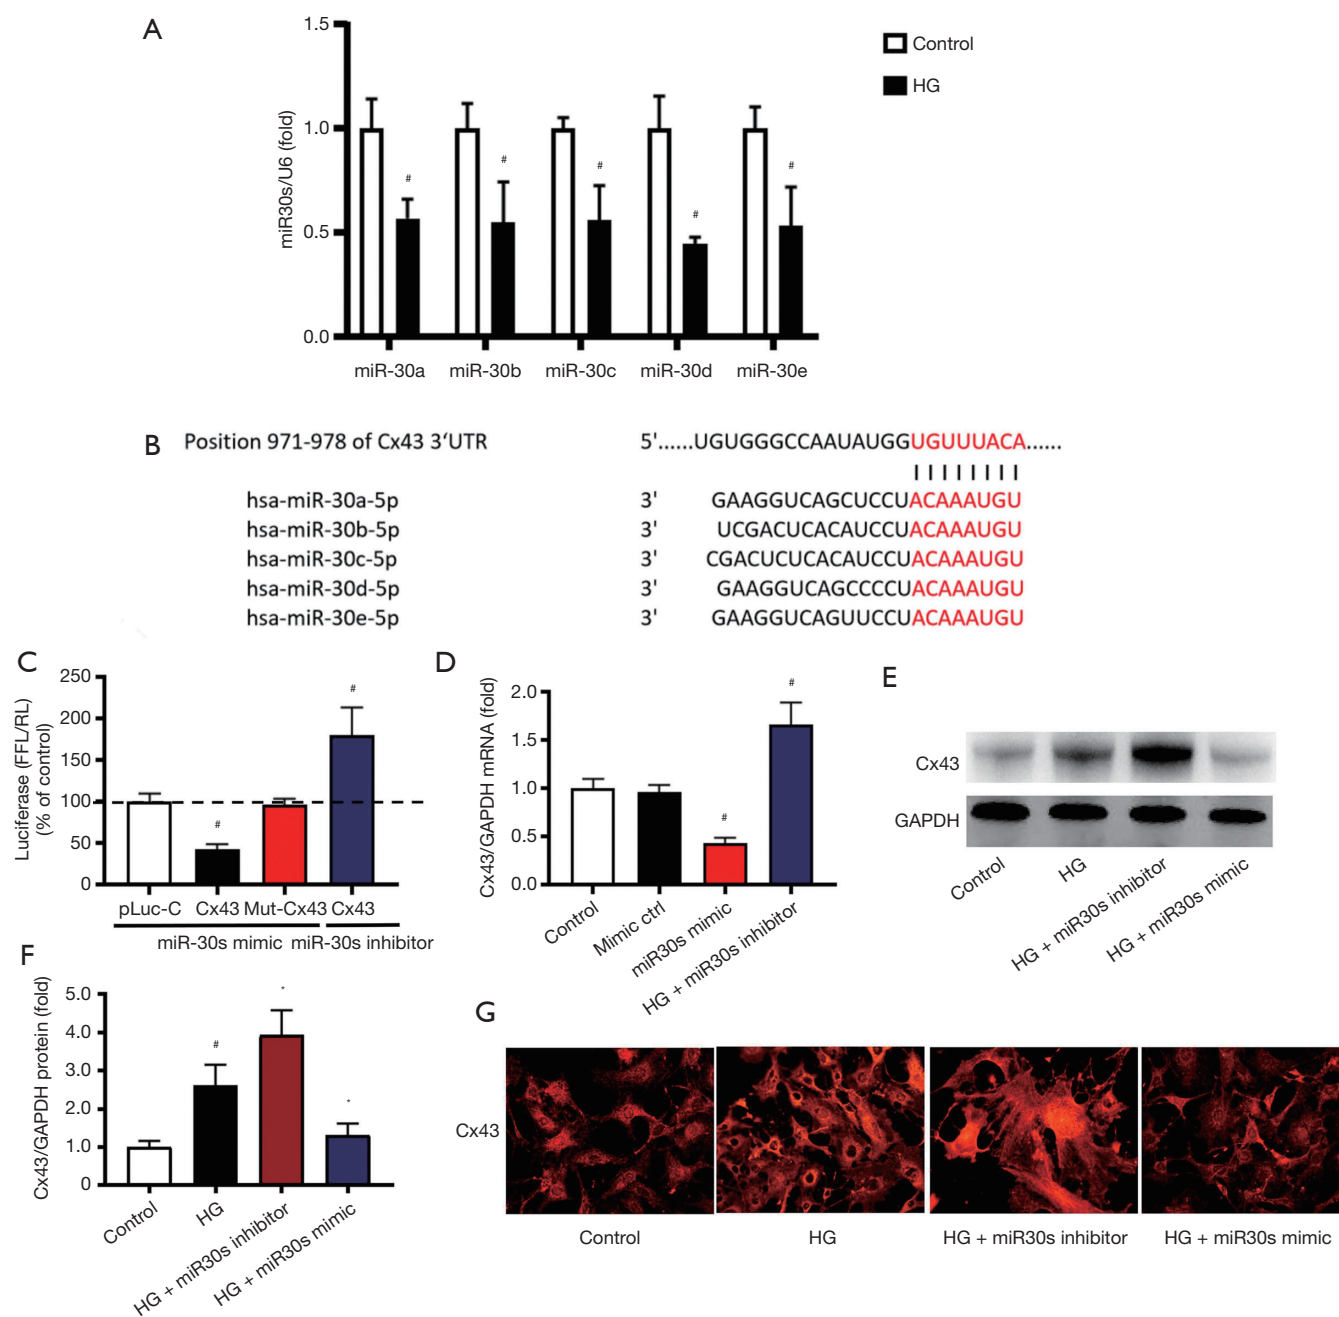 A
1.5
1.0
0.5
0.0
miR30s/U6 (fold)
Control
HG
#
#
#
#
#
miR-30a miR-30b miR-30c miR-30d miR-30e
B
Position 971-978 of Cx43 3‘UTR 5'......UGUGGGCCAAUAUGGUGUUUACA......
hsa-miR-30a-5p 3' GAAGGUCAGCUCCUACAAAUGU
hsa-miR-30b-5p 3' UCGACUCACAUCCUACAAAUGU
hsa-miR-30c-5p 3' CGACUCUCACAUCCUACAAAUGU
hsa-miR-30d-5p 3' GAAGGUCAGCCCCUACAAAUGU
hsa-miR-30e-5p 3' GAAGGUCAGUUCCUACAAAUGU
C
Luciferase (FFL/RL)
(% of control)
250
200
150
100
50
0
#
#
pLuc-C Cx43 Mut-Cx43 Cx43
miR-30s mimic miR-30s inhibitor
D
Cx43/GAPDH mRNA (fold)
2.0
1.5
1.0
0.5
0.0
#
#
Control
Mimic ctrl
miR30s mimic
HG + miR30s inhibitor
E
Cx43
GAPDH
Control
HG
HG + miR30s inhibitor
HG + miR30s mimic
F
Cx43/GAPDH protein (fold)
5.0
4.0
3.0
2.0
1.0
0
#
*
*
Control
HG
HG + miR30s inhibitor
HG + miR30s mimic
G
Cx43
Control HG HG + miR30s inhibitor HG + miR30s mimic